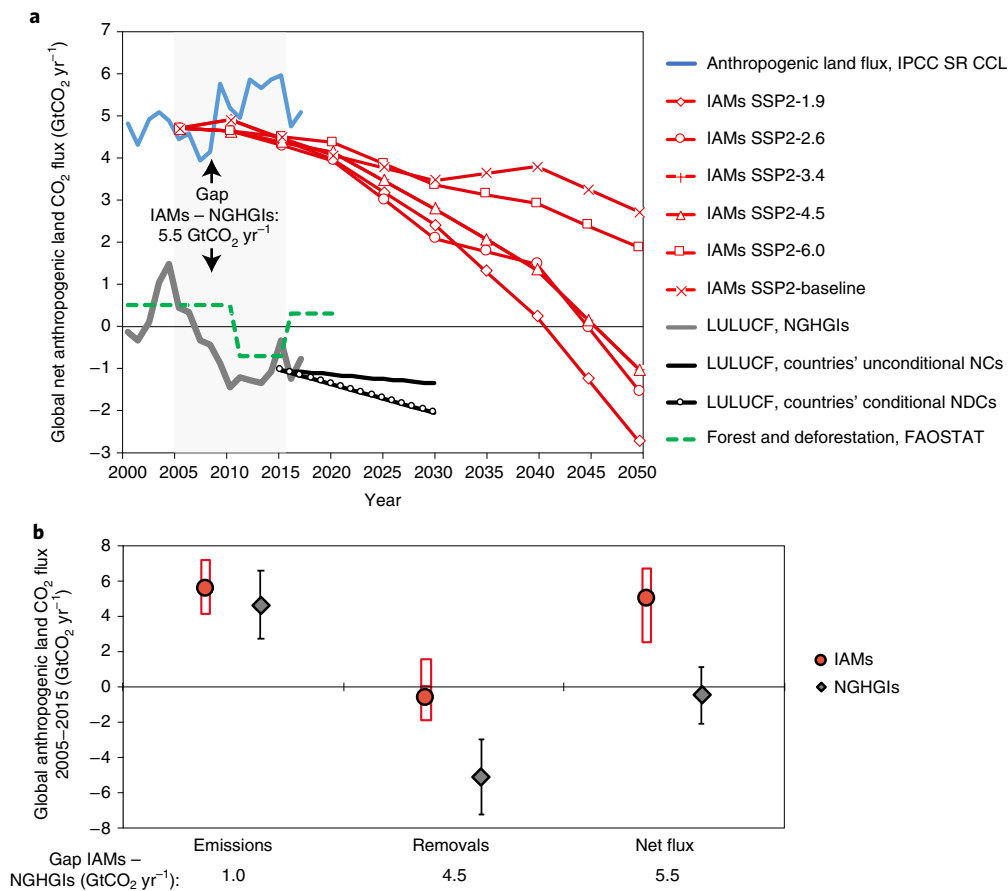 a
Global net anthropogenic land CO₂ flux (GtCO₂ yr⁻¹)
7
6
5
4
3
2
1
0
−1
−2
−3
2000 2005 2010 2015 2020 2025 2030 2035 2040 2045 2050
Year
Gap
IAMs – NGHGIs:
5.5 GtCO₂ yr⁻¹
Anthropogenic land flux, IPCC SR CCL
IAMs SSP2-1.9
IAMs SSP2-2.6
IAMs SSP2-3.4
IAMs SSP2-4.5
IAMs SSP2-6.0
IAMs SSP2-baseline
LULUCF, NGHGIs
LULUCF, countries’ unconditional NCs
LULUCF, countries’ conditional NDCs
Forest and deforestation, FAOSTAT
b
Global anthropogenic land CO₂ flux
2005–2015 (GtCO₂ yr⁻¹)
8
6
4
2
0
−2
−4
−6
−8
Emissions Removals Net flux
Gap IAMs –
NGHGIs (GtCO₂ yr⁻¹): 1.0 4.5 5.5
IAMs
NGHGIs